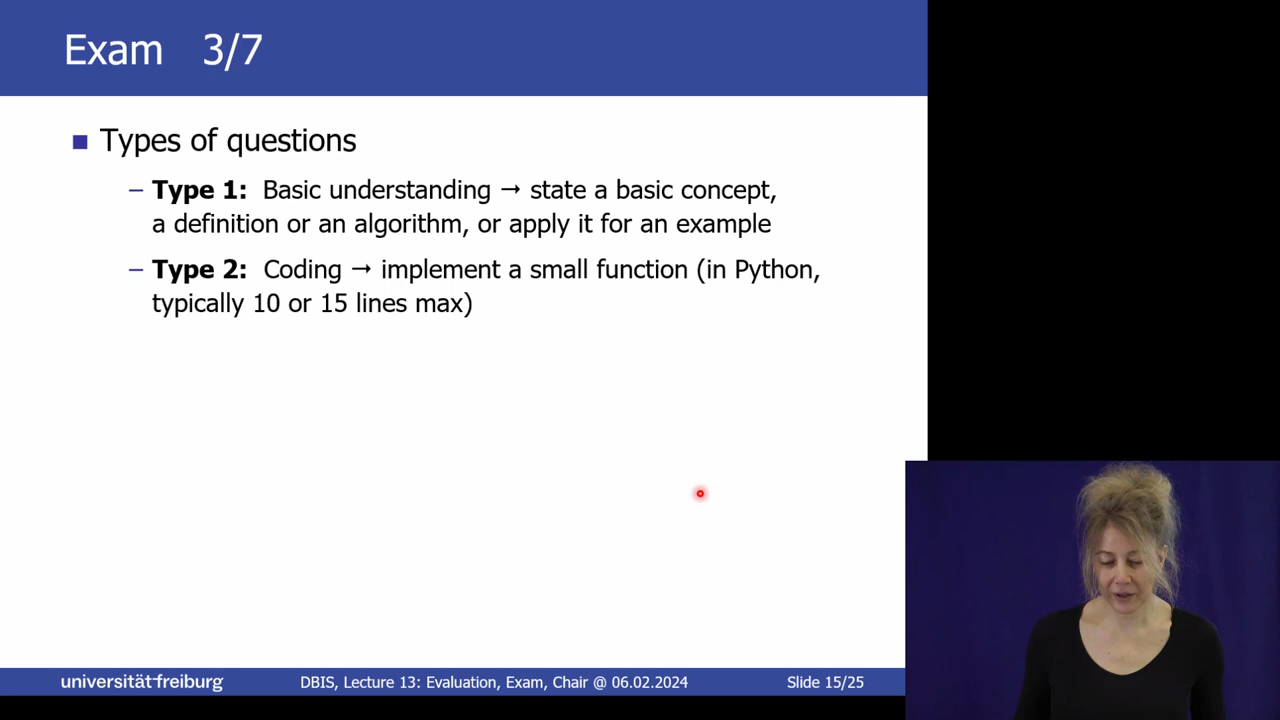 Exam 3/7
Types of questions
– Type 1: Basic understanding → state a basic concept,
a definition or an algorithm, or apply it for an example
– Type 2: Coding → implement a small function (in Python,
typically 10 or 15 lines max)
universität freiburg
DBIS, Lecture 13: Evaluation, Exam, Chair @ 06.02.2024
Slide 15/25